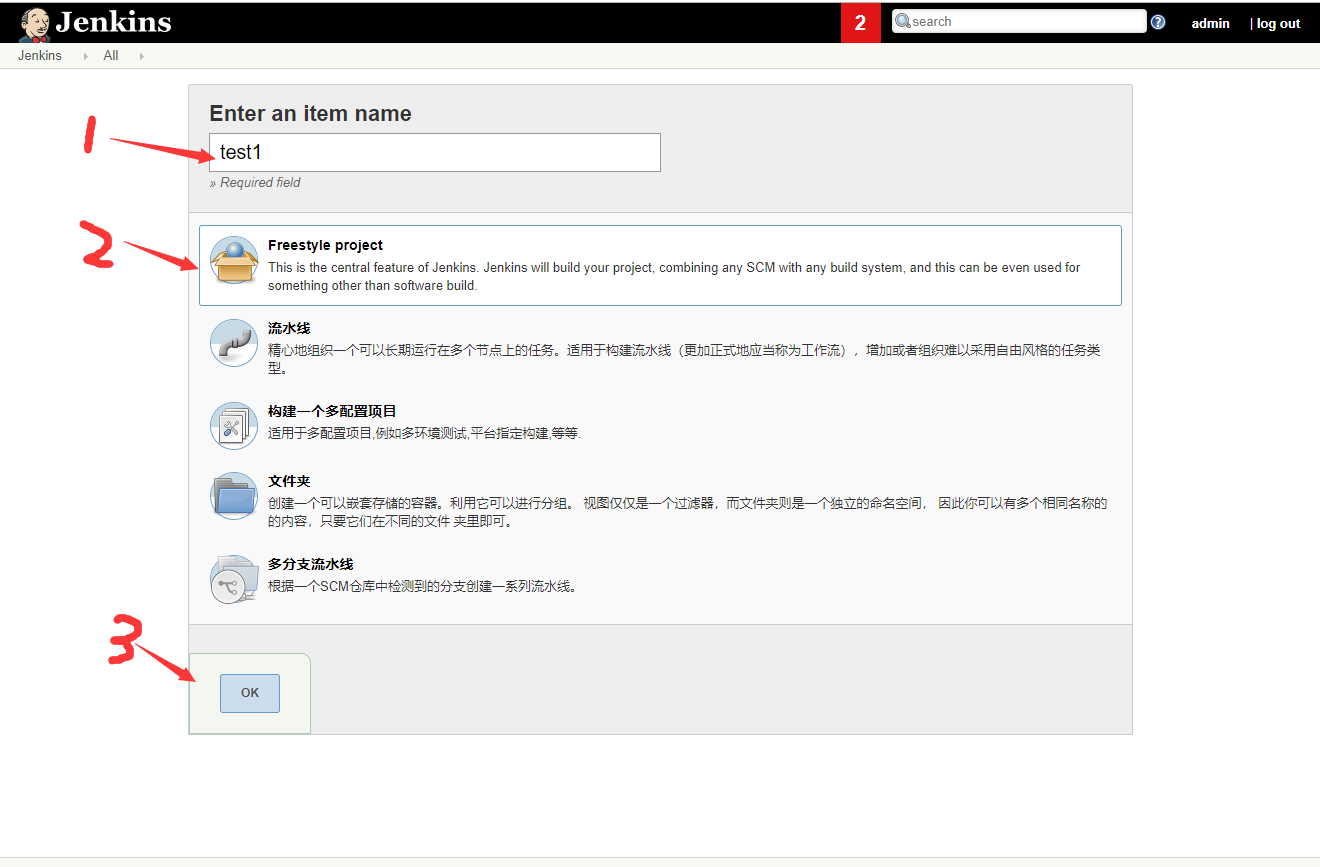 Jenkins
2
search
?
admin
| log out
Jenkins
All
Enter an item name
1
test1
» Required field
2
Freestyle project
This is the central feature of Jenkins. Jenkins will build your project, combining any SCM with any build system, and this can be even used for
something other than software build.
流水线
精心地组织一个可以长期运行在多个节点上的任务。适用于构建流水线（更加正式地应当称为工作流），增加或者组织难以采用自由风格的任务类
型。
构建一个多配置项目
适用于多配置项目,例如多环境测试,平台指定构建,等等.
文件夹
创建一个可以嵌套存储的容器。利用它可以进行分组。 视图仅仅是一个过滤器，而文件夹则是一个独立的命名空间， 因此你可以有多个相同名称的
的内容，只要它们在不同的文件 夹里即可。
多分支流水线
根据一个SCM仓库中检测到的分支创建一系列流水线。
3
OK